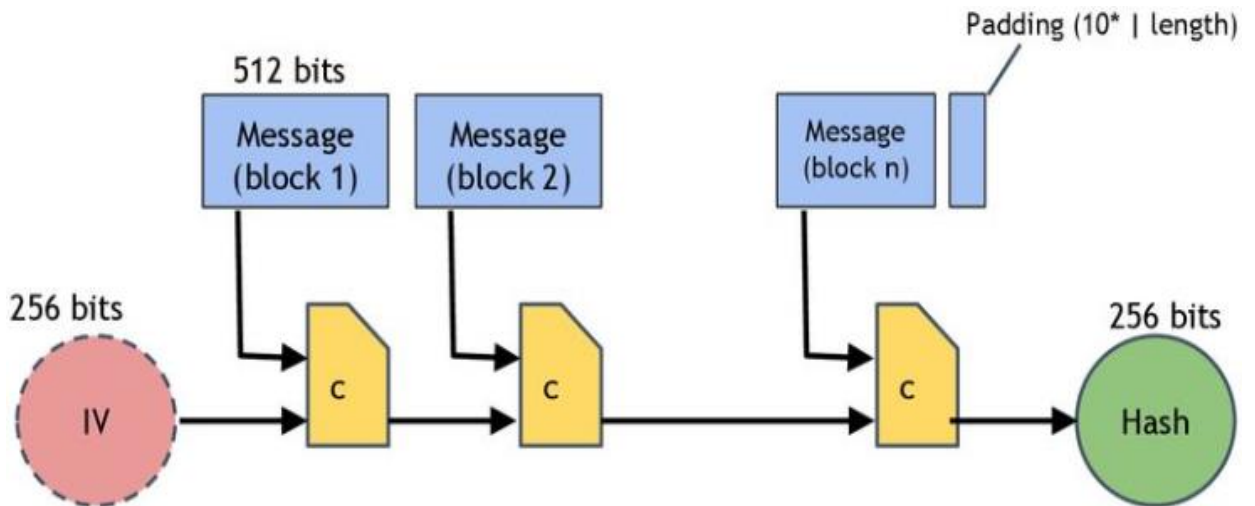 Padding (10* | length)
512 bits
Message
(block 1)
Message
(block 2)
Message
(block n)
256 bits
IV
c
c
c
256 bits
Hash